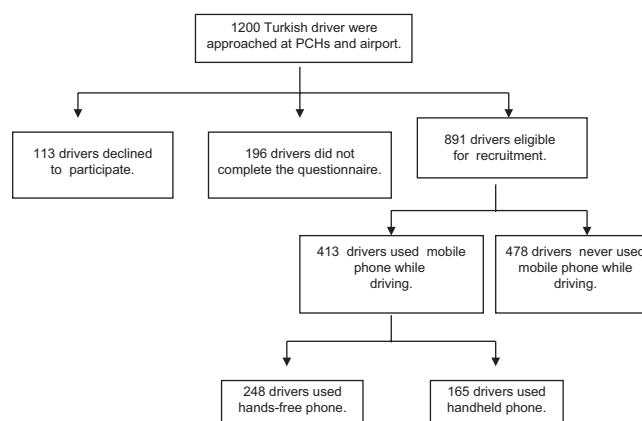 1200 Turkish driver were
approached at PCHs and airport.
113 drivers declined
to participate.
196 drivers did not
complete the questionnaire.
891 drivers eligible
for recruitment.
413 drivers used mobile
phone while
driving.
478 drivers never used
mobile phone while
driving.
248 drivers used
hands-free phone.
165 drivers used
handheld phone.